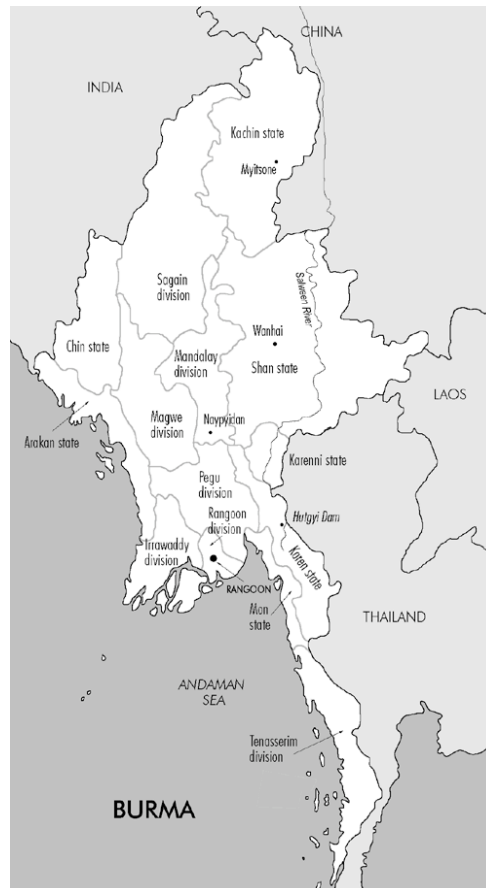 CHINA
INDIA
Kachin state
Myitsone
Sagain
division
Salween River
Wanhai
Chin state
Mandalay
division
Shan state
LAOS
Magwe
division
Naypyidan
Arakan state
Karenni state
Pegu
division
Rangoon
division
Hutgyi Dam
Irrawaddy
division
Karen state
RANGOON
Mon
state
THAILAND
ANDAMAN
SEA
Tenasserim
division
BURMA